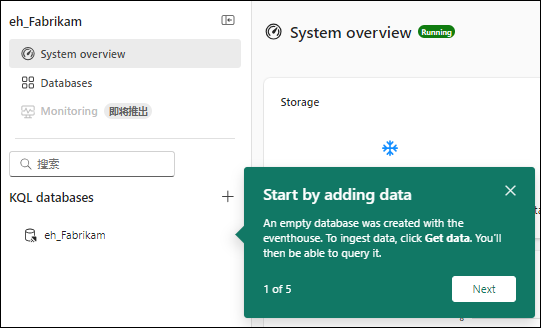 eh_Fabrikam
System overview
Databases
Monitoring 即将推出
搜索
KQL databases
eh_Fabrikam
System overview Running
Storage
Start by adding data
An empty database was created with the
eventhouse. To ingest data, click Get data. You'll
then be able to query it.
1 of 5
Next